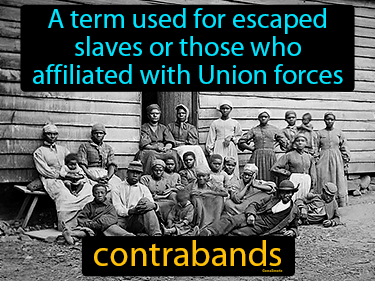 A term used for escaped
slaves or those who
affiliated with Union forces
contrabands